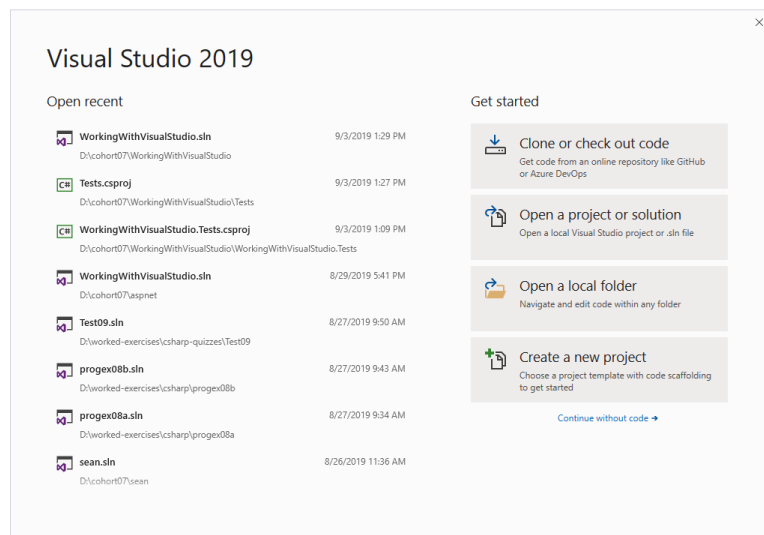 Visual Studio 2019
Open recent
WorkingWithVisualStudio.sln 9/3/2019 1:29 PM
D:\cohort07\WorkingWithVisualStudio
C# Tests.csproj 9/3/2019 1:27 PM
D:\cohort07\WorkingWithVisualStudio\Tests
C# WorkingWithVisualStudio.Tests.csproj 9/3/2019 1:09 PM
D:\cohort07\WorkingWithVisualStudio\WorkingWithVisualStudio.Tests
WorkingWithVisualStudio.sln 8/29/2019 5:41 PM
D:\cohort07\aspnet
Test09.sln 8/27/2019 9:50 AM
D:\worked-exercises\csharp-quizzes\Test09
progex08b.sln 8/27/2019 9:43 AM
D:\worked-exercises\csharp\progex08b
progex08a.sln 8/27/2019 9:34 AM
D:\worked-exercises\csharp\progex08a
sean.sln 8/26/2019 11:36 AM
D:\cohort07\sean
Get started
Clone or check out code
Get code from an online repository like GitHub
or Azure DevOps
Open a project or solution
Open a local Visual Studio project or .sln file
Open a local folder
Navigate and edit code within any folder
Create a new project
Choose a project template with code scaffolding
to get started
Continue without code →